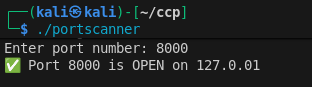 ┌──(kali㉿kali)-[~/ccp]
└─$ ./portscanner
Enter port number: 8000
✅ Port 8000 is OPEN on 127.0.01